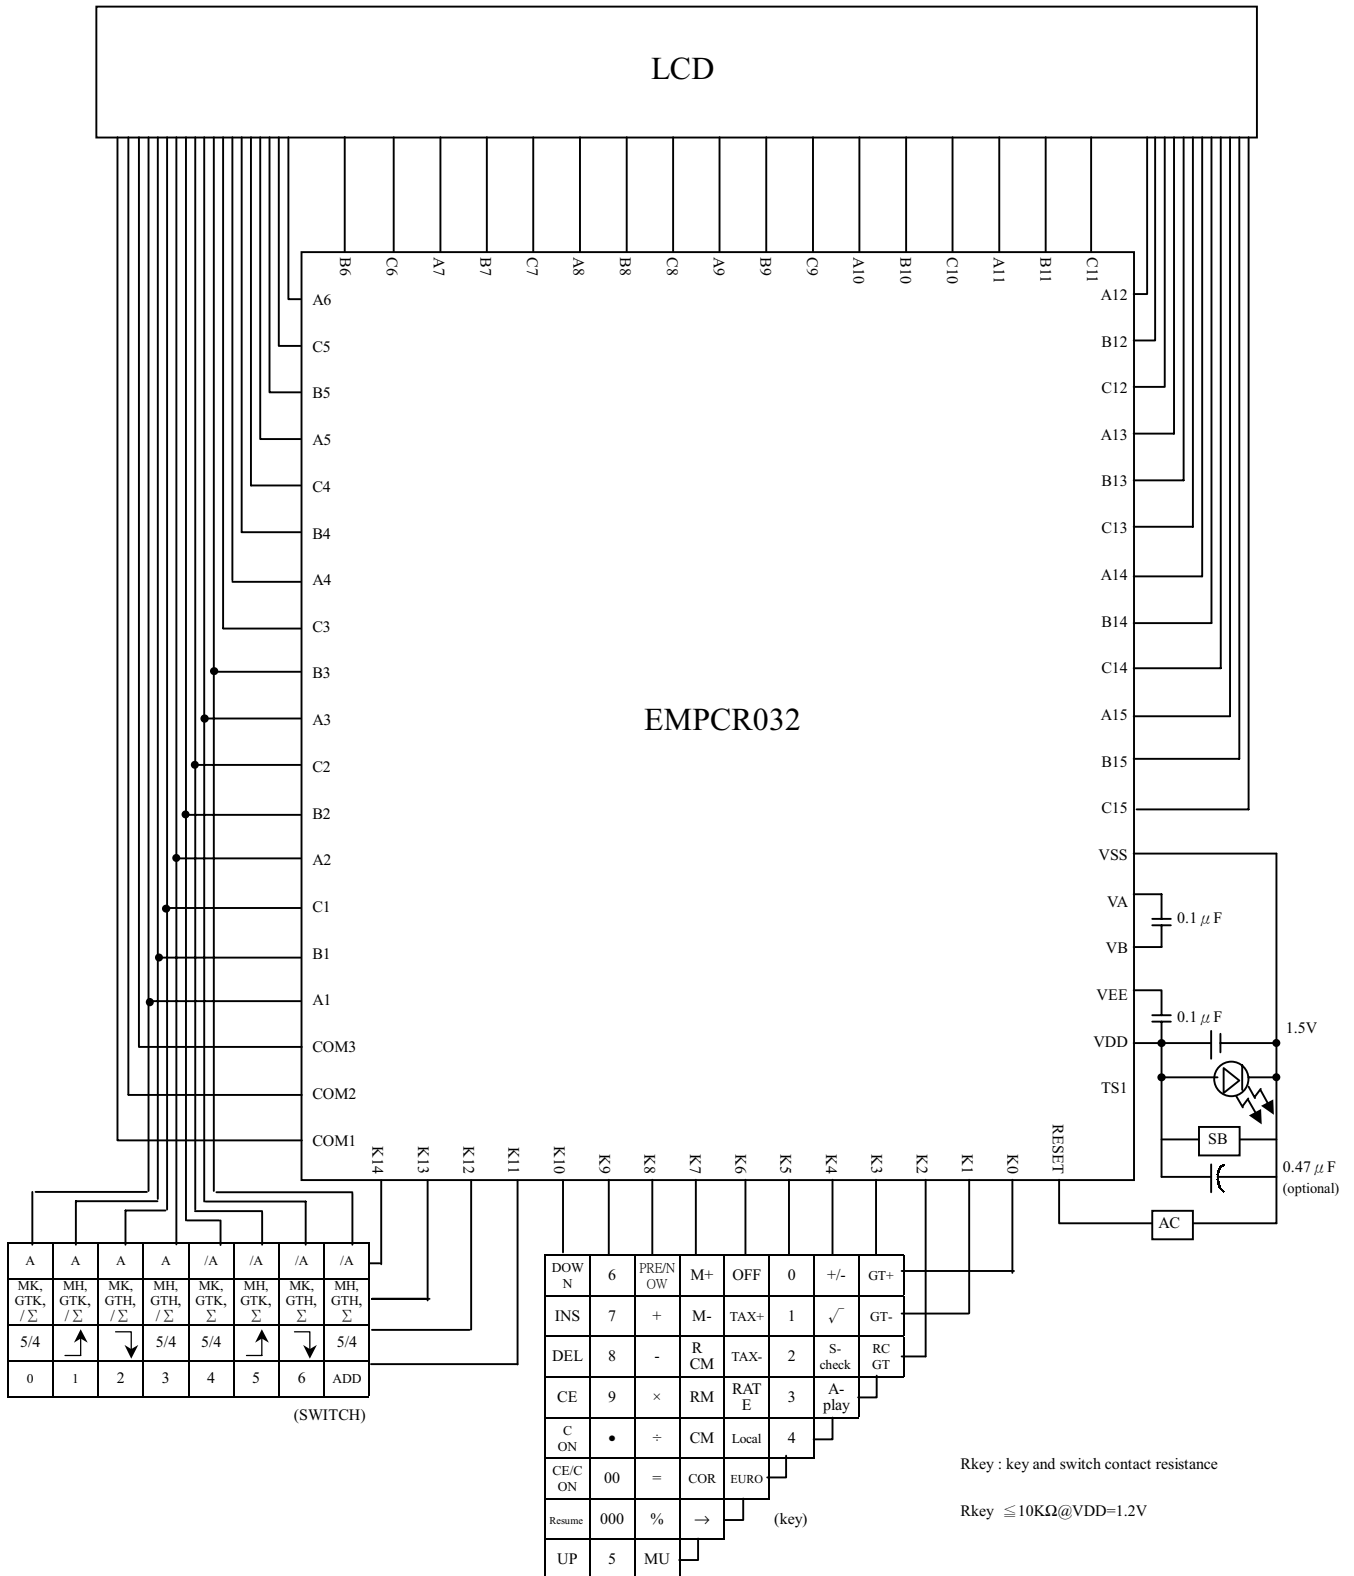 LCD
B6 C6 A7 B7 C7 A8 B8 C8 A9 B9 C9 A10 B10 C10 A11 B11 C11
A6
C5
B5
A5
C4
B4
A4
C3
B3
A3
C2
B2
A2
C1
B1
A1
COM3
COM2
COM1
EMPCR032
A12
B12
C12
A13
B13
C13
A14
B14
C14
A15
B15
C15
VSS
VA
VB
VEE
VDD
TS1
0.1 μ F
0.1 μ F
1.5V
SB
0.47 μ F
(optional)
AC
K14 K13 K12 K11 K10 K9 K8 K7 K6 K5 K4 K3 K2 K1 K0 RESET
A A A A /A /A /A /A
MK, GTK, / Σ MH, GTK, / Σ MK, GTH, / Σ MH, GTH, / Σ MK, GTK, Σ MH, GTK, Σ MK, GTH, Σ MH, GTH, Σ
5/4 5/4 5/4 5/4
0 1 2 3 4 5 6 ADD
(SWITCH)
DOW N 6 PRE/N OW M+ OFF 0 +/- GT+
INS 7 + M- TAX+ 1 √ GT-
DEL 8 - R CM TAX- 2 S- check RC GT
CE 9 × RM RAT E 3 A- play
C ON • ÷ CM Local 4
CE/C ON 00 = COR EURO
Resume 000 % →
UP 5 MU
(key)
Rkey : key and switch contact resistance
Rkey ≦10KΩ@VDD=1.2V